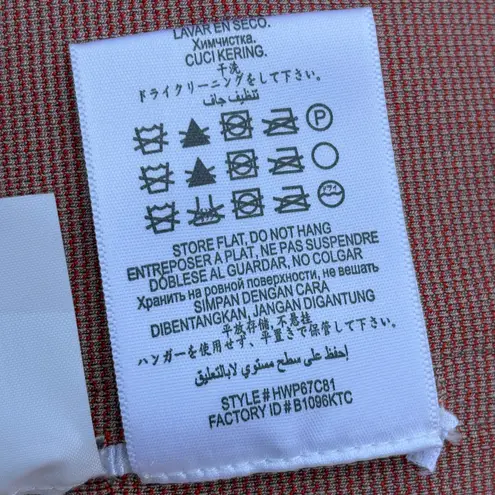 LAVAR EN SECO.
Химчистка.
CUCI KERING.
干洗
ドライクリーニングをして下さい。
تنظيف جاف
P
STORE FLAT, DO NOT HANG
ENTREPOSER A PLAT, NE PAS SUSPENDRE
DÓBLESE AL GUARDAR, NO COLGAR
Хранить на ровной поверхности, не вешать
SIMPAN DENGAN CARA
DIBENTANGKAN, JANGAN DIGANTUNG
平放存储,不悬挂
ハンガーを使用せず、平置きで保管して下さい。
إحفظ على سطح مستوي لابالتعليق
STYLE # HWP67C81
FACTORY ID # B1096KTC